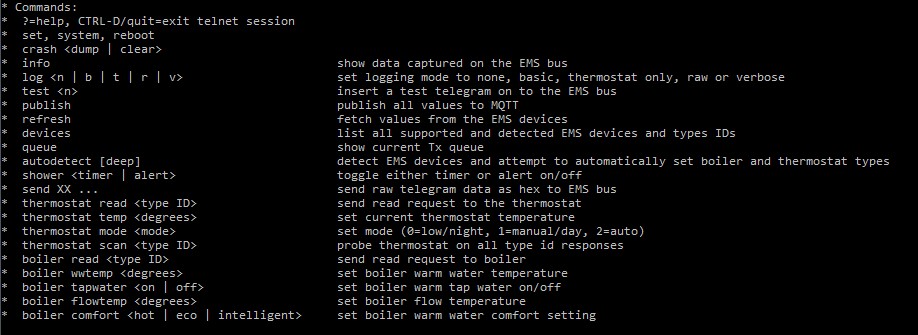 * Commands:
*  ?=help, CTRL-D/quit=exit telnet session
*  set, system, reboot
*  crash <dump | clear>
*  info                                      show data captured on the EMS bus
*  log <n | b | t | r | v>                   set logging mode to none, basic, thermostat only, raw or verbose
*  test <n>                                  insert a test telegram on to the EMS bus
*  publish                                   publish all values to MQTT
*  refresh                                   fetch values from the EMS devices
*  devices                                   list all supported and detected EMS devices and types IDs
*  queue                                     show current Tx queue
*  autodetect [deep]                         detect EMS devices and attempt to automatically set boiler and thermostat types
*  shower <timer | alert>                    toggle either timer or alert on/off
*  send XX ...                               send raw telegram data as hex to EMS bus
*  thermostat read <type ID>                 send read request to the thermostat
*  thermostat temp <degrees>                 set current thermostat temperature
*  thermostat mode <mode>                    set mode (0=low/night, 1=manual/day, 2=auto)
*  thermostat scan <type ID>                 probe thermostat on all type id responses
*  boiler read <type ID>                     send read request to boiler
*  boiler wwtemp <degrees>                   set boiler warm water temperature
*  boiler tapwater <on | off>                set boiler warm tap water on/off
*  boiler flowtemp <degrees>                 set boiler flow temperature
*  boiler comfort <hot | eco | intelligent>  set boiler warm water comfort setting